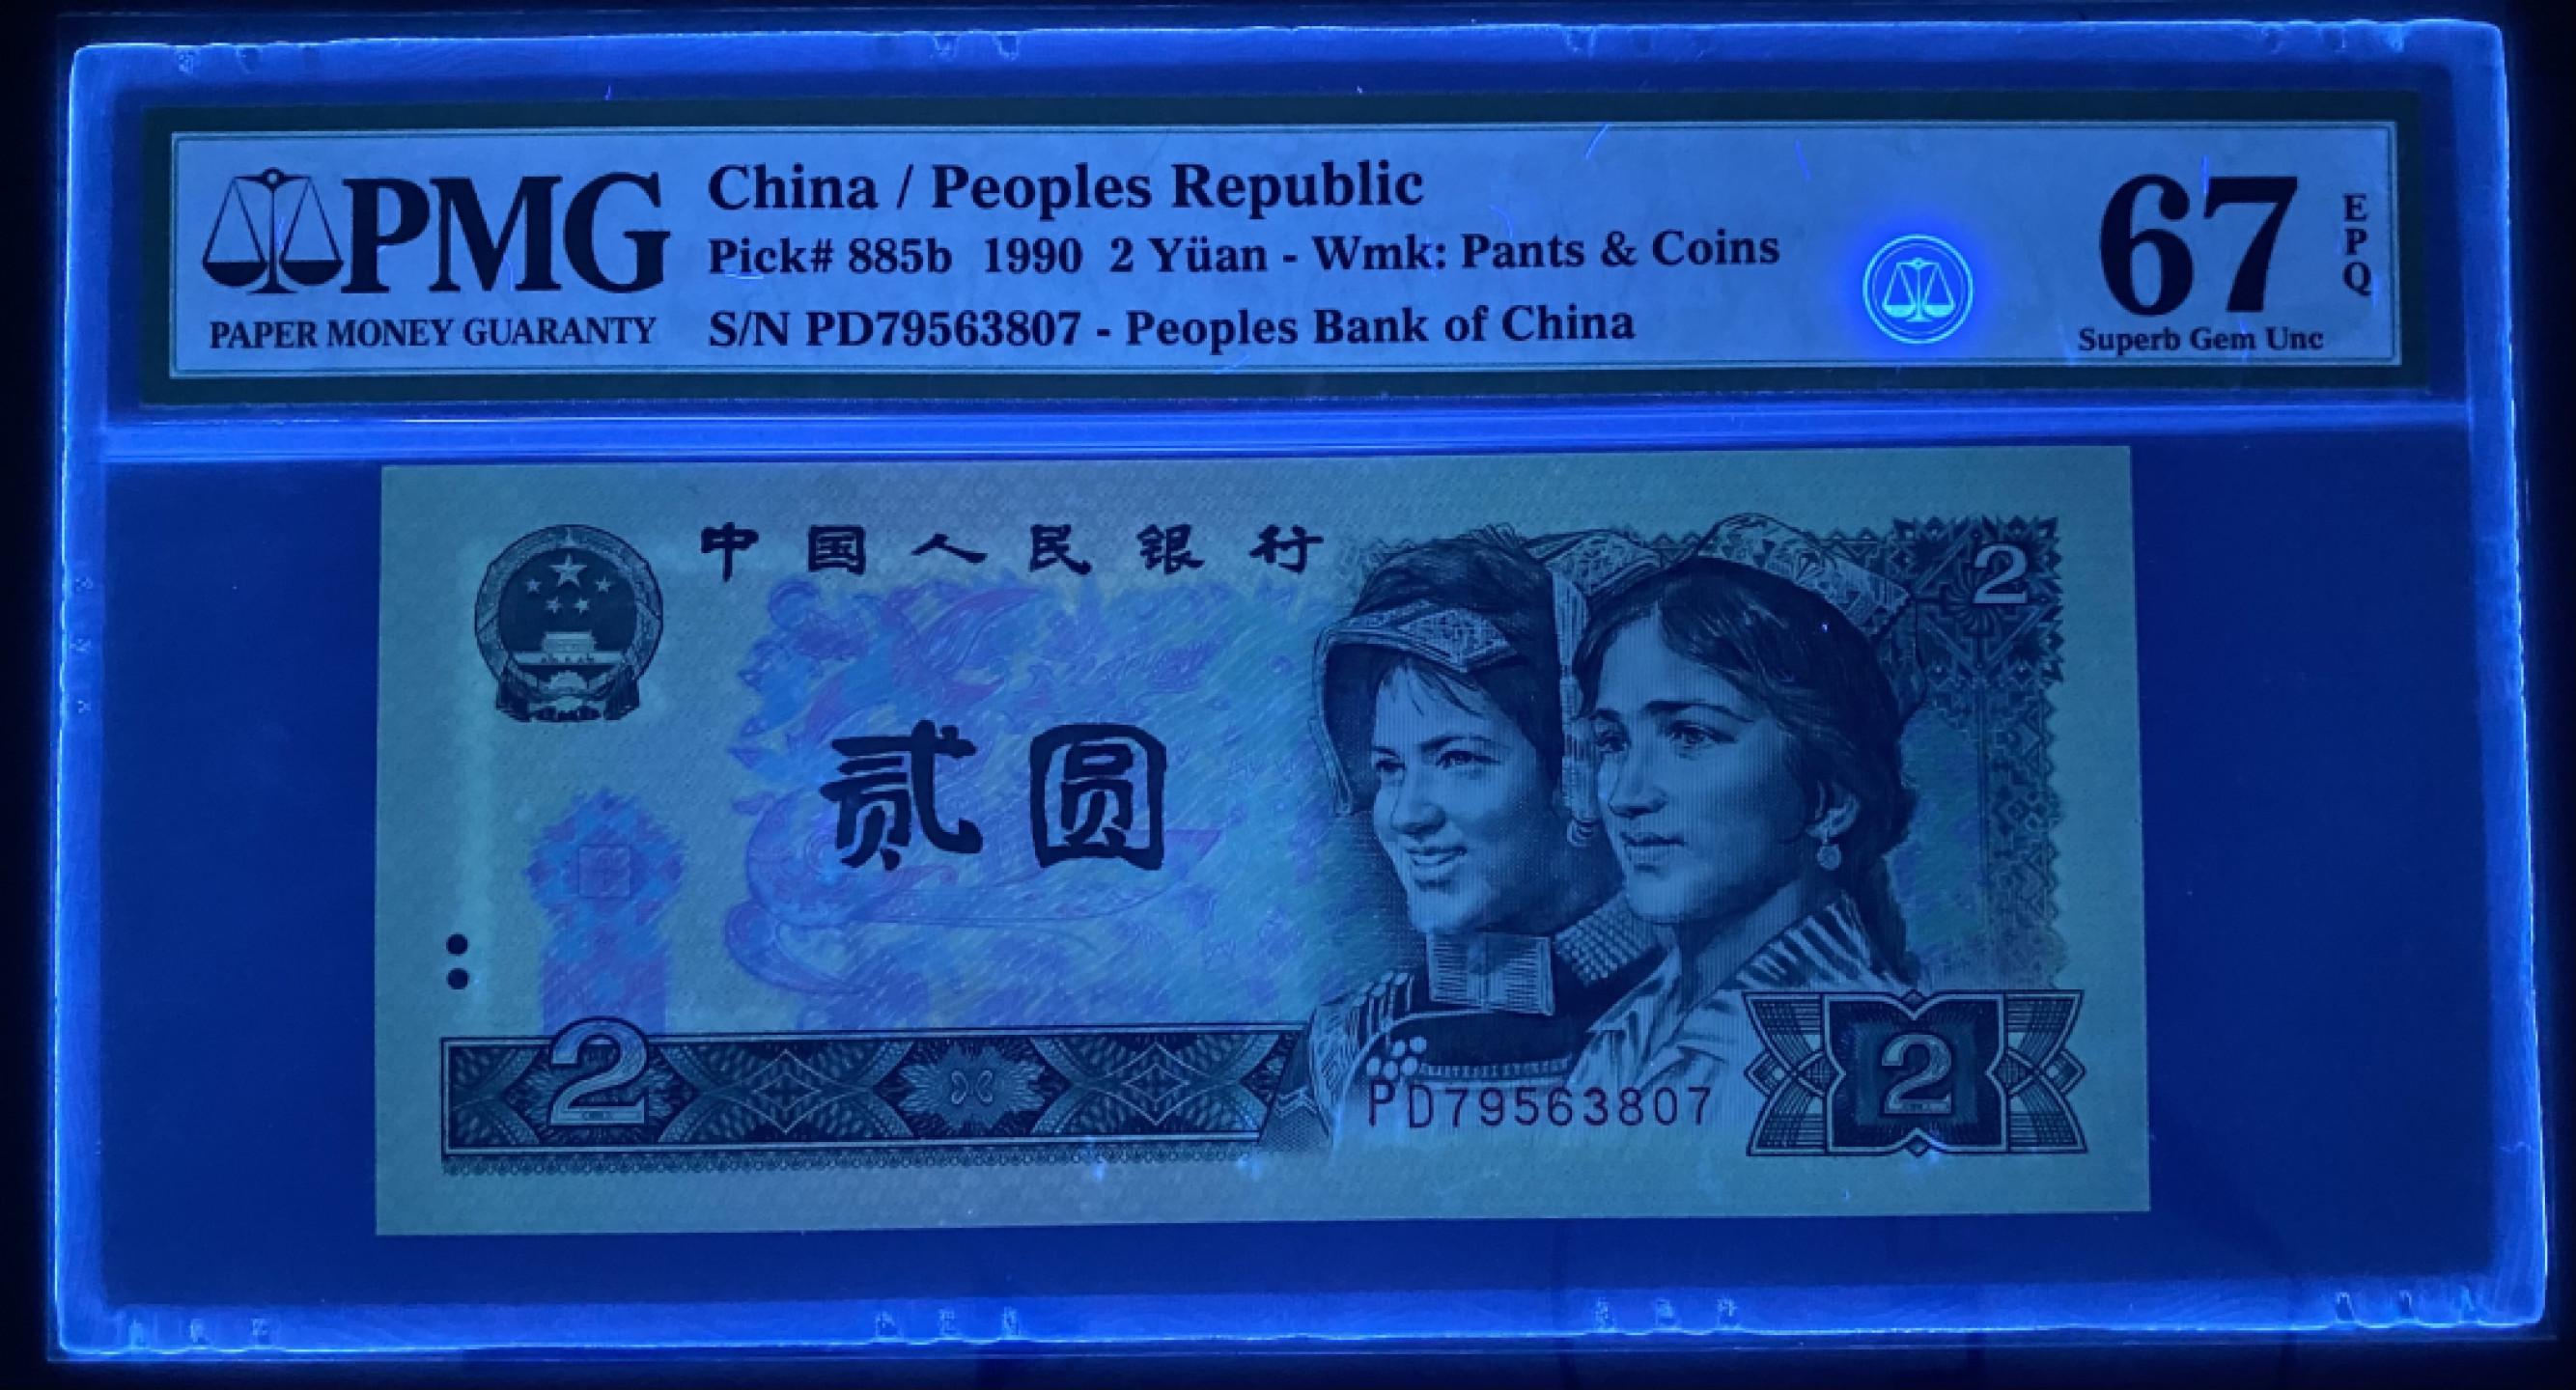 PMG
PAPER MONEY GUARANTY
China / Peoples Republic
Pick# 885b 1990 2 Yüan - Wmk: Pants & Coins
S/N PD79563807 - Peoples Bank of China
67
EPQ
Superb Gem Unc
中国人民银行
2
贰圆
2
PD79563807
2